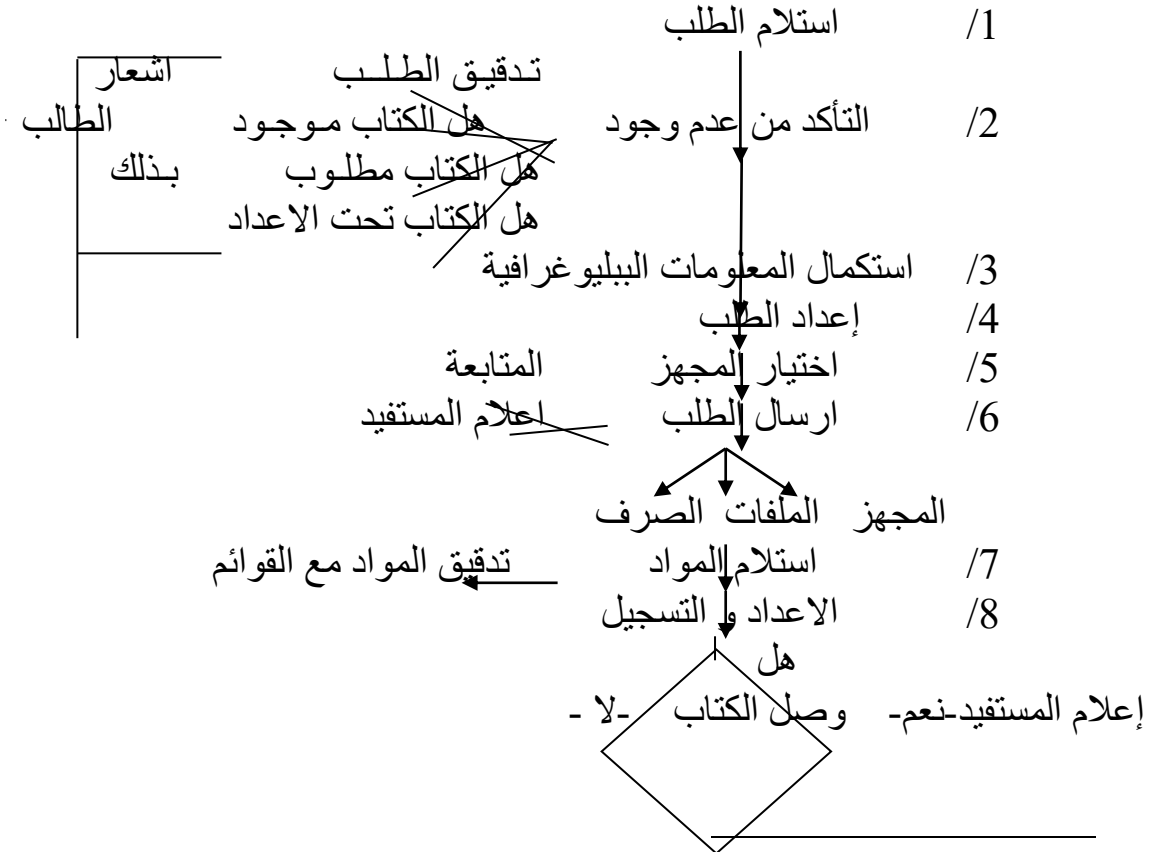 1/ استلام الطلب
تدقيق الطلب اشعار
2/ التأكد من عدم وجود هل الكتاب موجود الطالب
هل الكتاب مطلوب بذلك
هل الكتاب تحت الاعداد
3/ استكمال المعلومات الببليوغرافية
4/ إعداد الطلب
5/ اختيار المجهز المتابعة
6/ ارسال الطلب اعلام المستفيد
المجهز الملفات الصرف
7/ استلام المواد تدقيق المواد مع القوائم
8/ الاعداد و التسجيل
هل
إعلام المستفيد-نعم- وصل الكتاب -لا -